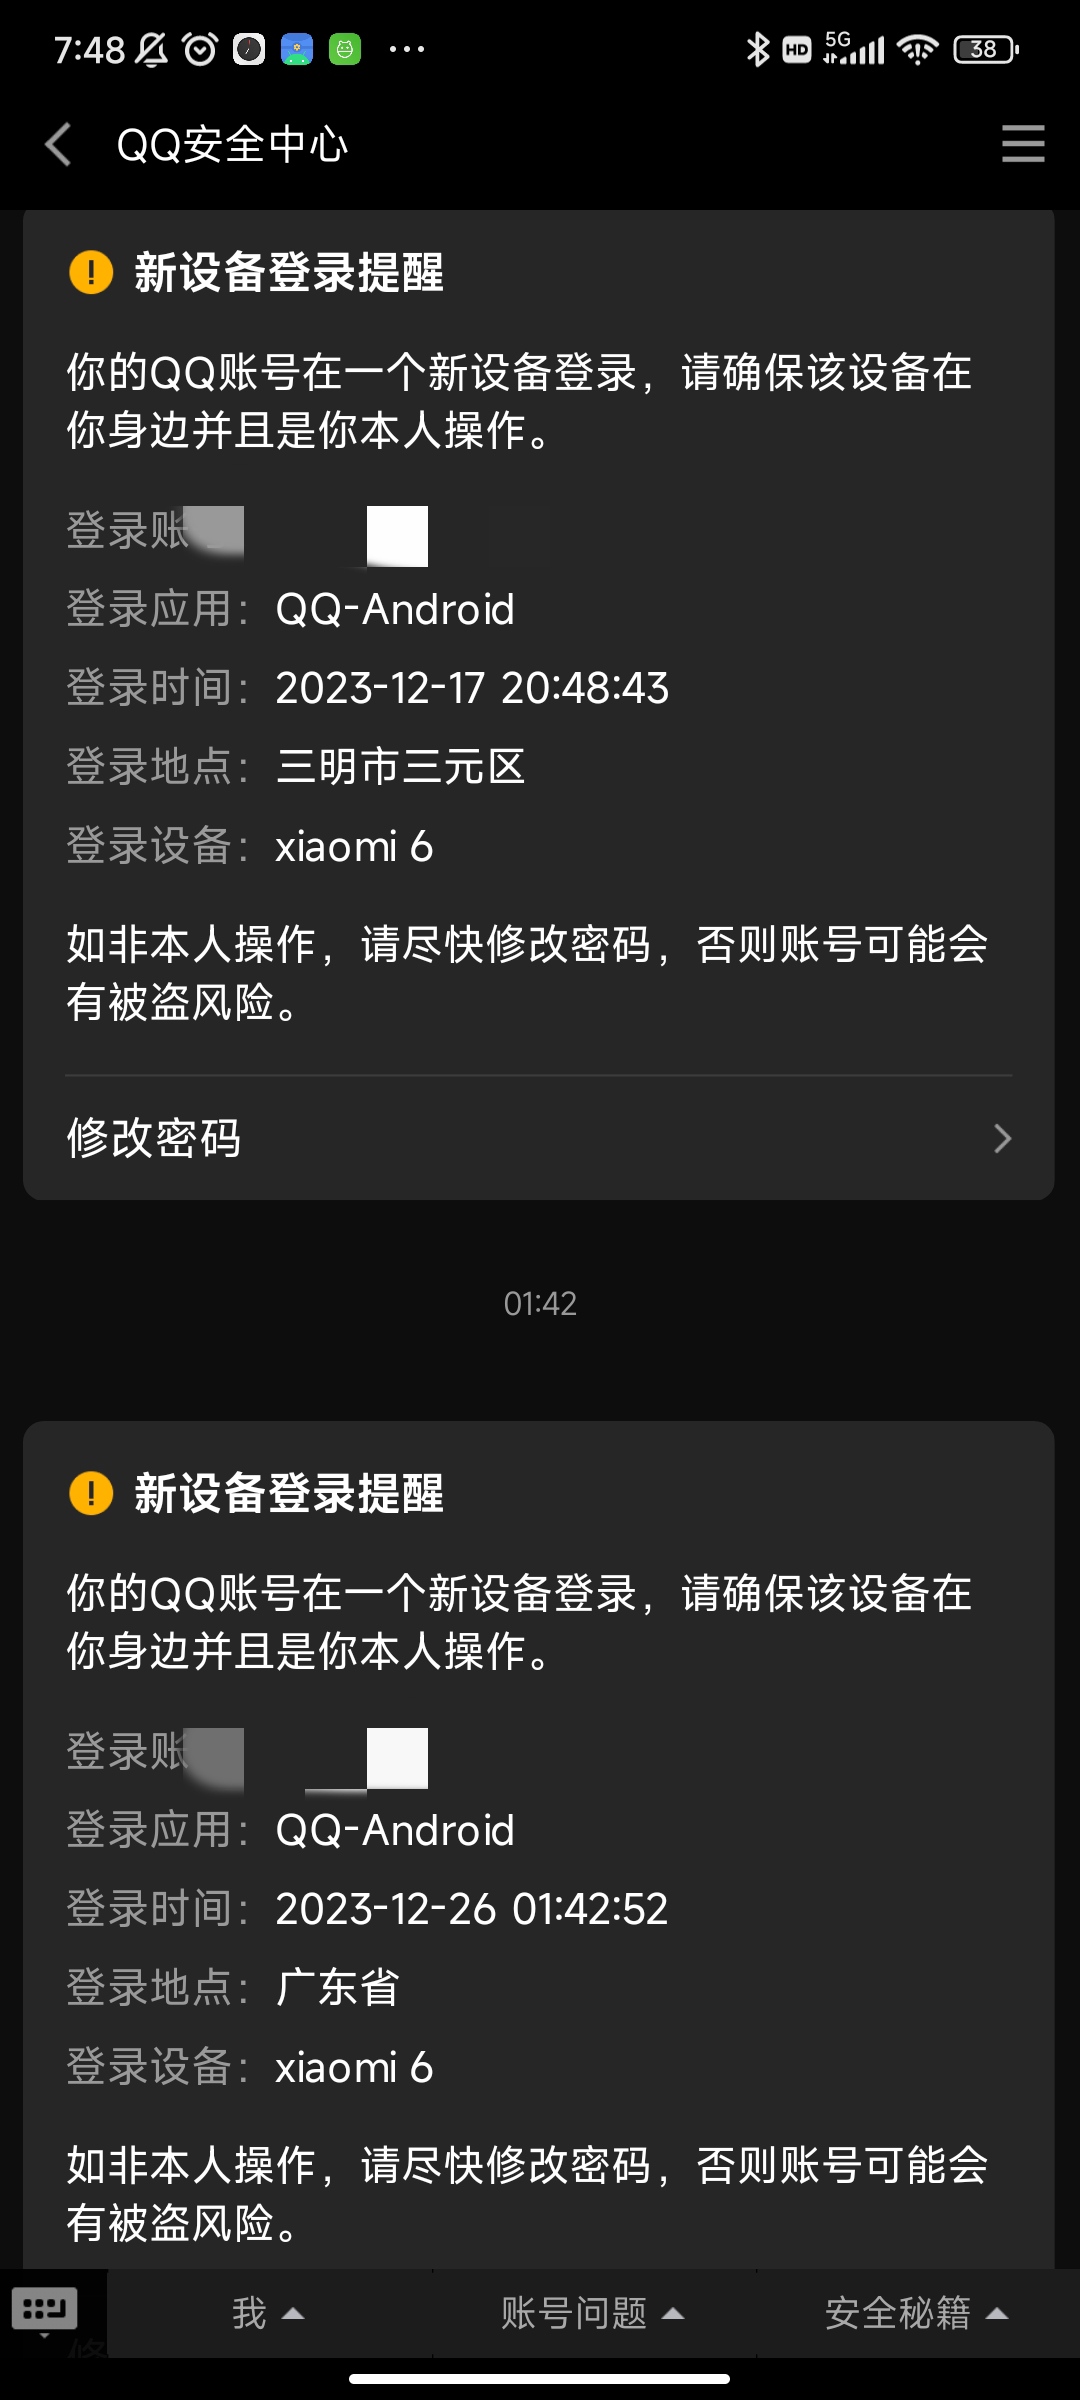 7:48
HD 5G 38
QQ安全中心
新设备登录提醒
你的QQ账号在一个新设备登录，请确保该设备在
你身边并且是你本人操作。
登录账
登录应用：QQ-Android
登录时间：2023-12-17 20:48:43
登录地点：三明市三元区
登录设备：xiaomi 6
如非本人操作，请尽快修改密码，否则账号可能会
有被盗风险。
修改密码
01:42
新设备登录提醒
你的QQ账号在一个新设备登录，请确保该设备在
你身边并且是你本人操作。
登录账
登录应用：QQ-Android
登录时间：2023-12-26 01:42:52
登录地点：广东省
登录设备：xiaomi 6
如非本人操作，请尽快修改密码，否则账号可能会
有被盗风险。
我 账号问题 安全秘籍